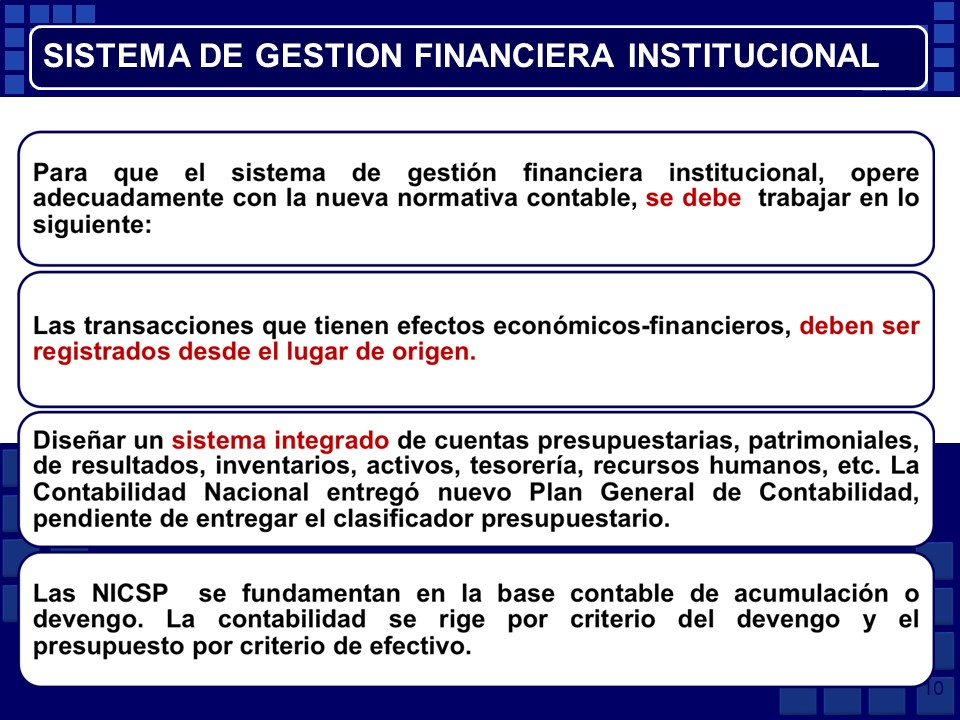 SISTEMA DE GESTION FINANCIERA INSTITUCIONAL
Para que el sistema de gestión financiera institucional, opere
adecuadamente con la nueva normativa contable, se debe trabajar en lo
siguiente:
Las transacciones que tienen efectos económicos-financieros, deben ser
registrados desde el lugar de origen.
Diseñar un sistema integrado de cuentas presupuestarias, patrimoniales,
de resultados, inventarios, activos, tesorería, recursos humanos, etc. La
Contabilidad Nacional entregó nuevo Plan General de Contabilidad,
pendiente de entregar el clasificador presupuestario.
Las NICSP se fundamentan en la base contable de acumulación o
devengo. La contabilidad se rige por criterio del devengo y el
presupuesto por criterio de efectivo.
10